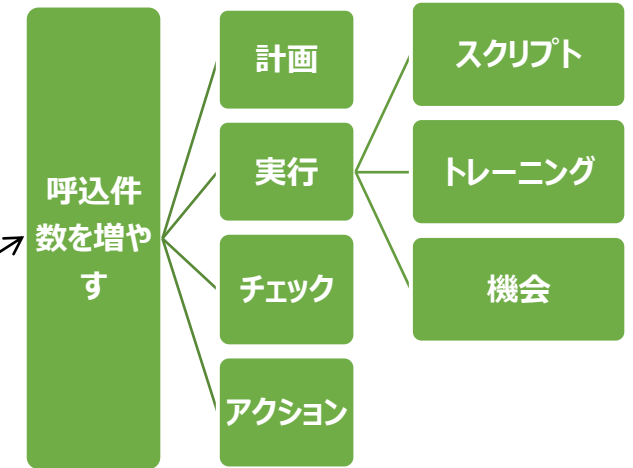 呼込件
数を増や
す
計画
実行
チェック
アクション
スクリプト
トレーニング
機会